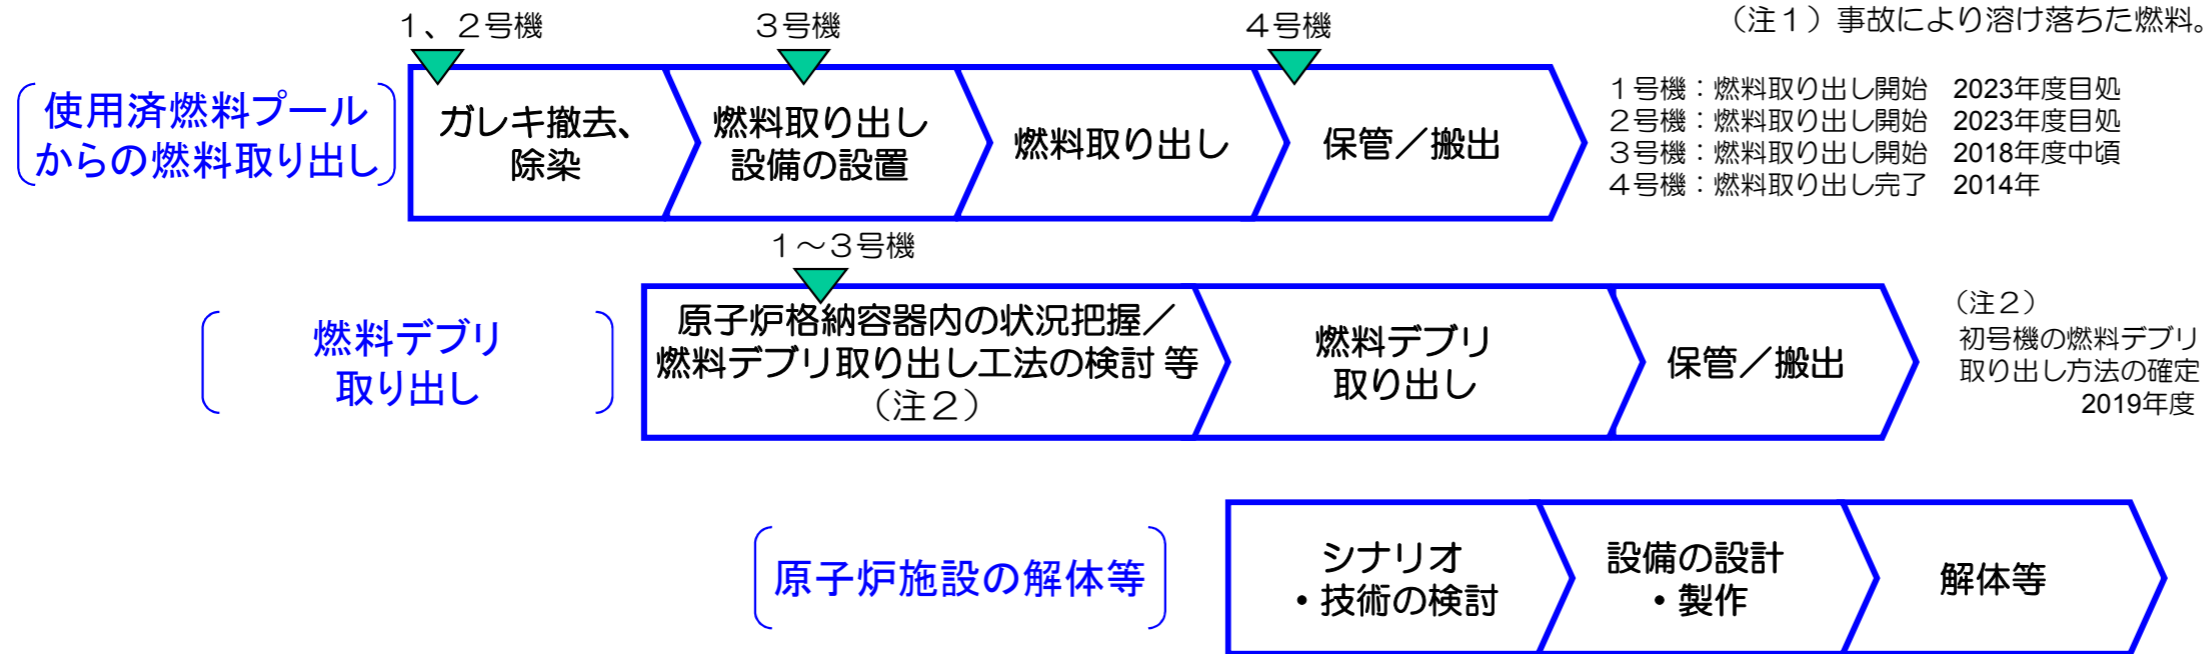 （注１）事故により溶け落ちた燃料。
１、２号機
３号機
４号機
使用済燃料プール
からの燃料取り出し
ガレキ撤去、
除染
燃料取り出し
設備の設置
燃料取り出し
保管／搬出
１号機：燃料取り出し開始　2023年度目処
２号機：燃料取り出し開始　2023年度目処
３号機：燃料取り出し開始　2018年度中頃
４号機：燃料取り出し完了　2014年
１～３号機
燃料デブリ
取り出し
原子炉格納容器内の状況把握／
燃料デブリ取り出し工法の検討 等
（注２）
燃料デブリ
取り出し
保管／搬出
（注２）
初号機の燃料デブリ
取り出し方法の確定
2019年度
原子炉施設の解体等
シナリオ
・技術の検討
設備の設計
・製作
解体等